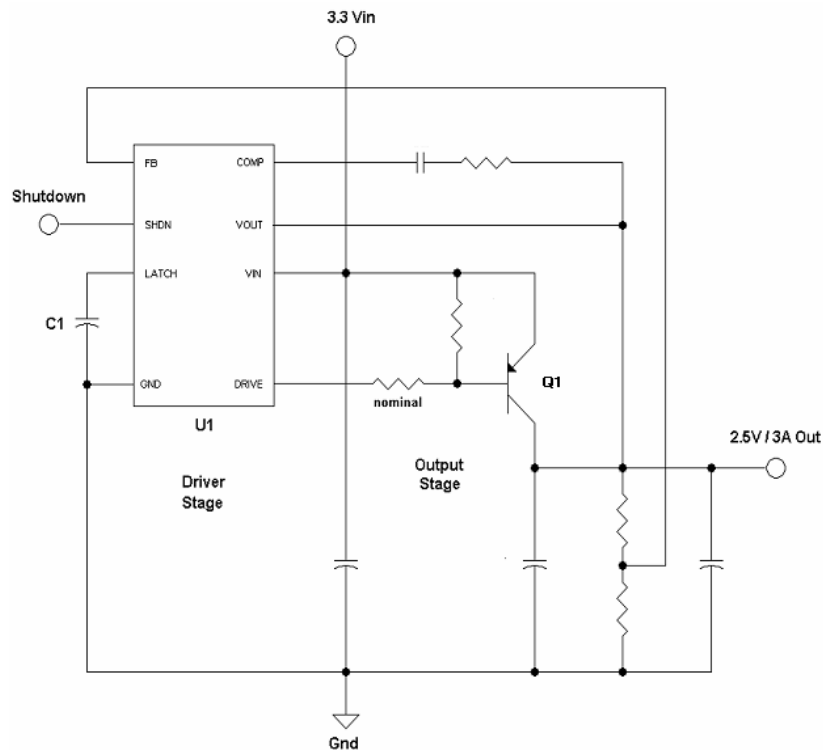 3.3 Vin
FB
COMP
Shutdown
SHDN
VOUT
LATCH
VIN
C1
GND
DRIVE
nominal
Q1
U1
2.5V / 3A Out
Driver
Stage
Output
Stage
Gnd